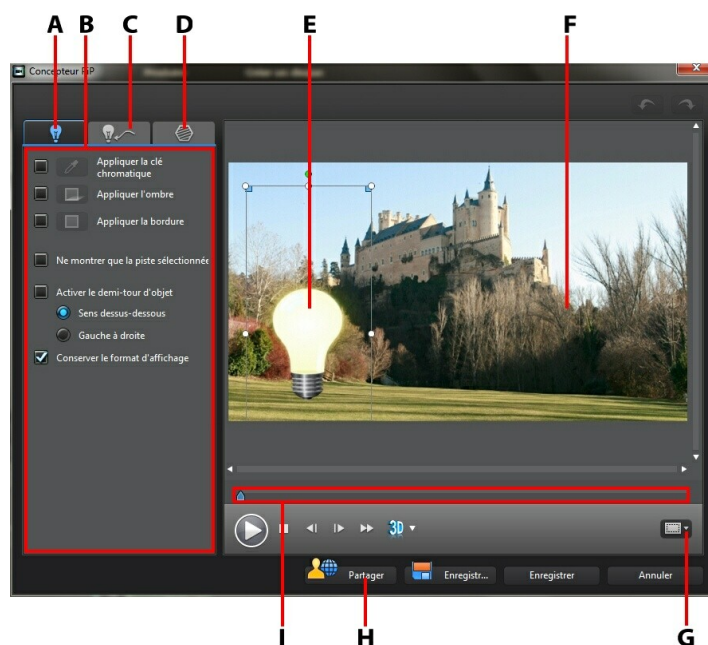 A B C D E F
Concepteur PiP
Appliquer la clé
chromatique
Appliquer l'ombre
Appliquer la bordure
Ne montrer que la piste sélectionnée
Activer le demi-tour d'objet
Sens dessus-dessous
Gauche à droite
Conserver le format d'affichage
3D
Partager
Enregistr...
Enregistrer
Annuler
I H G